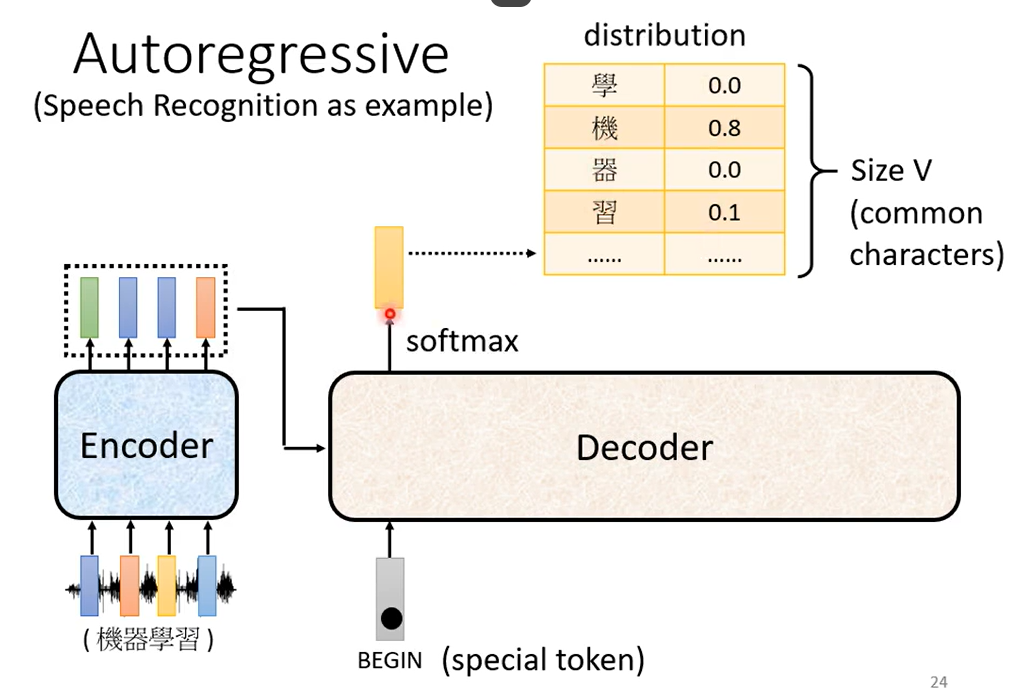 Autoregressive
(Speech Recognition as example)
distribution
學 0.0
機 0.8
器 0.0
習 0.1
...... ......
Size V
(common
characters)
softmax
Encoder
Decoder
( 機器學習 )
BEGIN (special token)
24